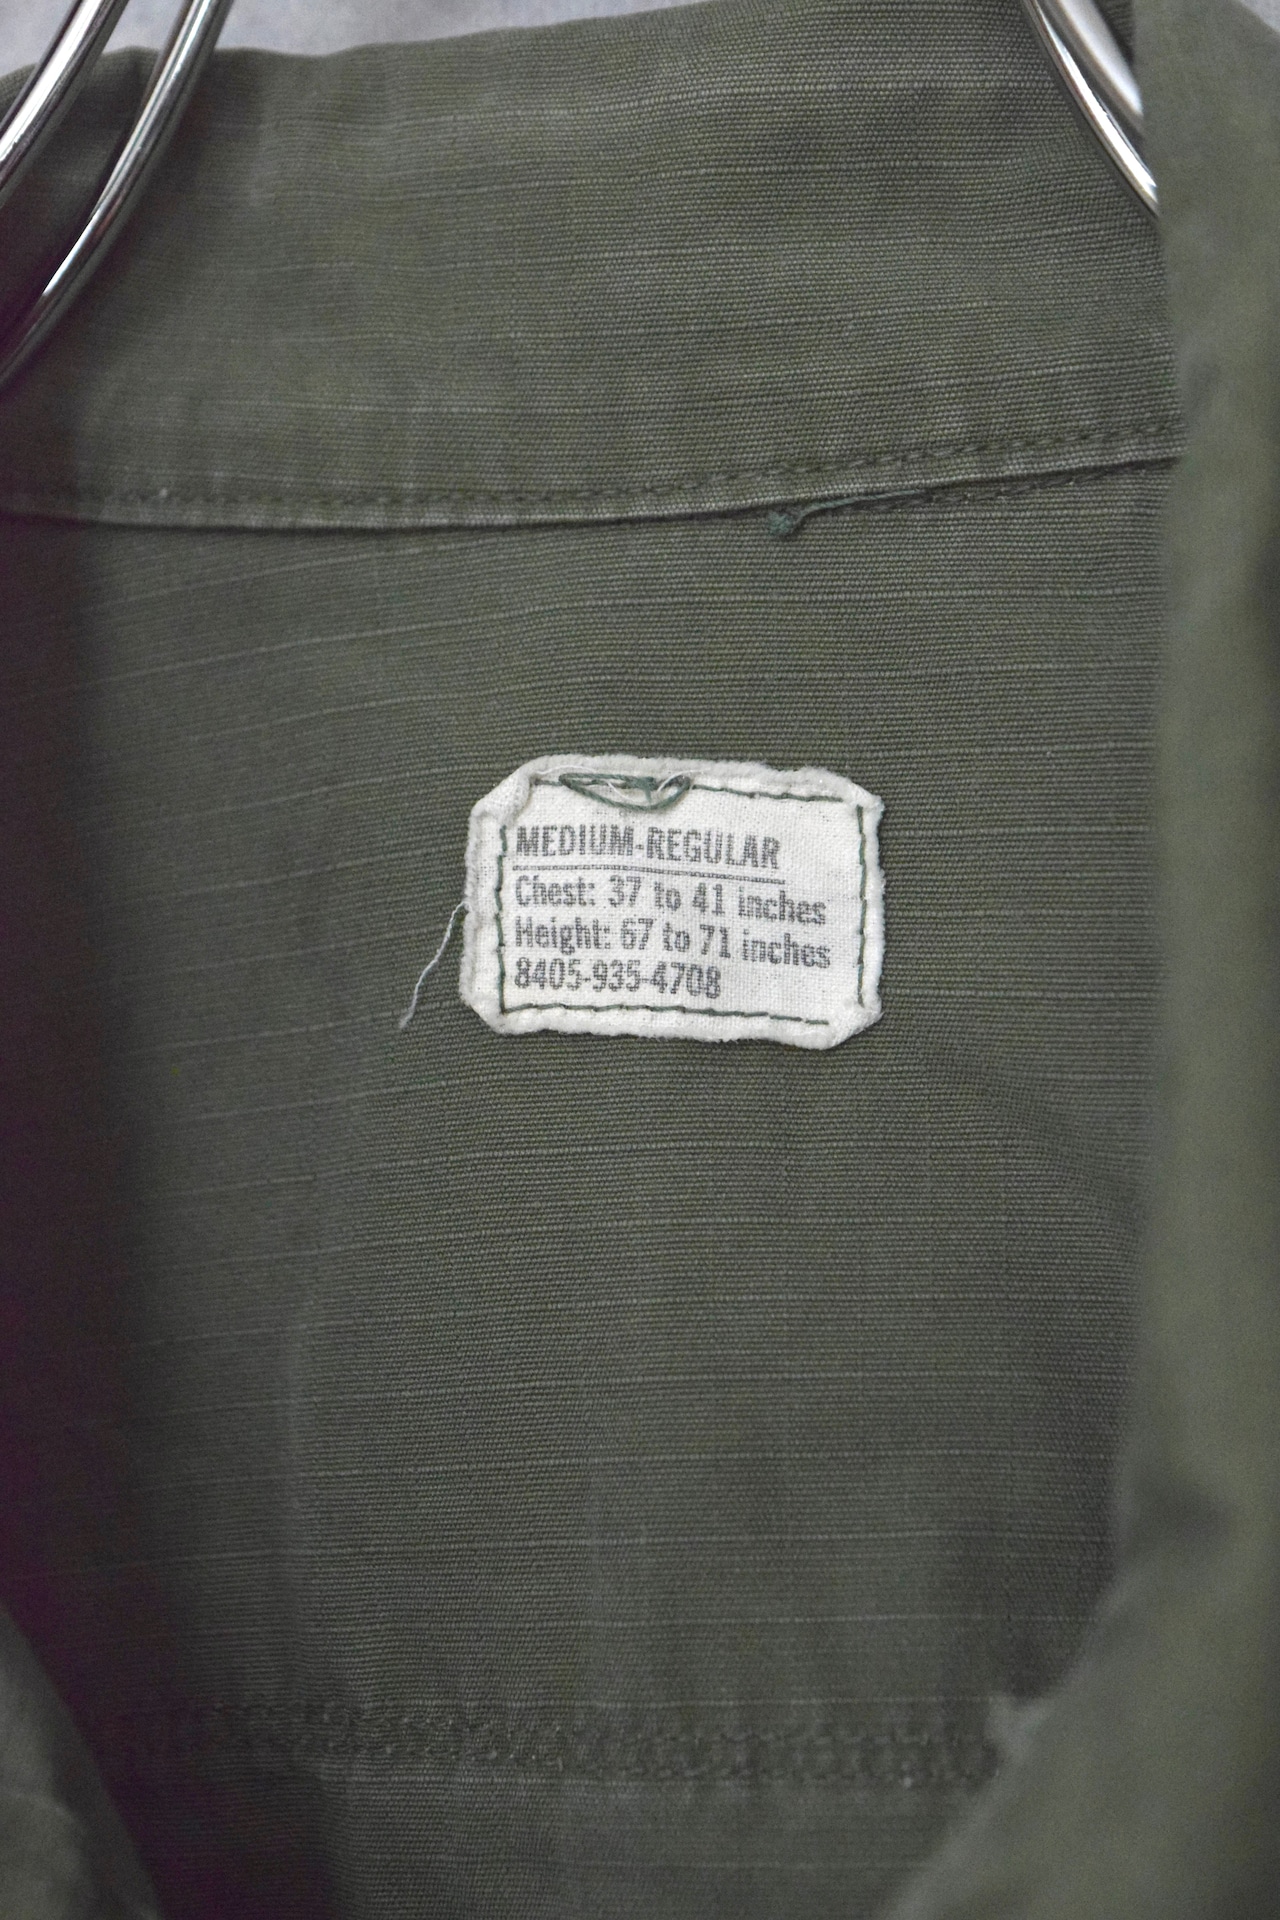 MEDIUM-REGULAR
Chest: 37 to 41 inches
Height: 67 to 71 inches
8405-935-4708